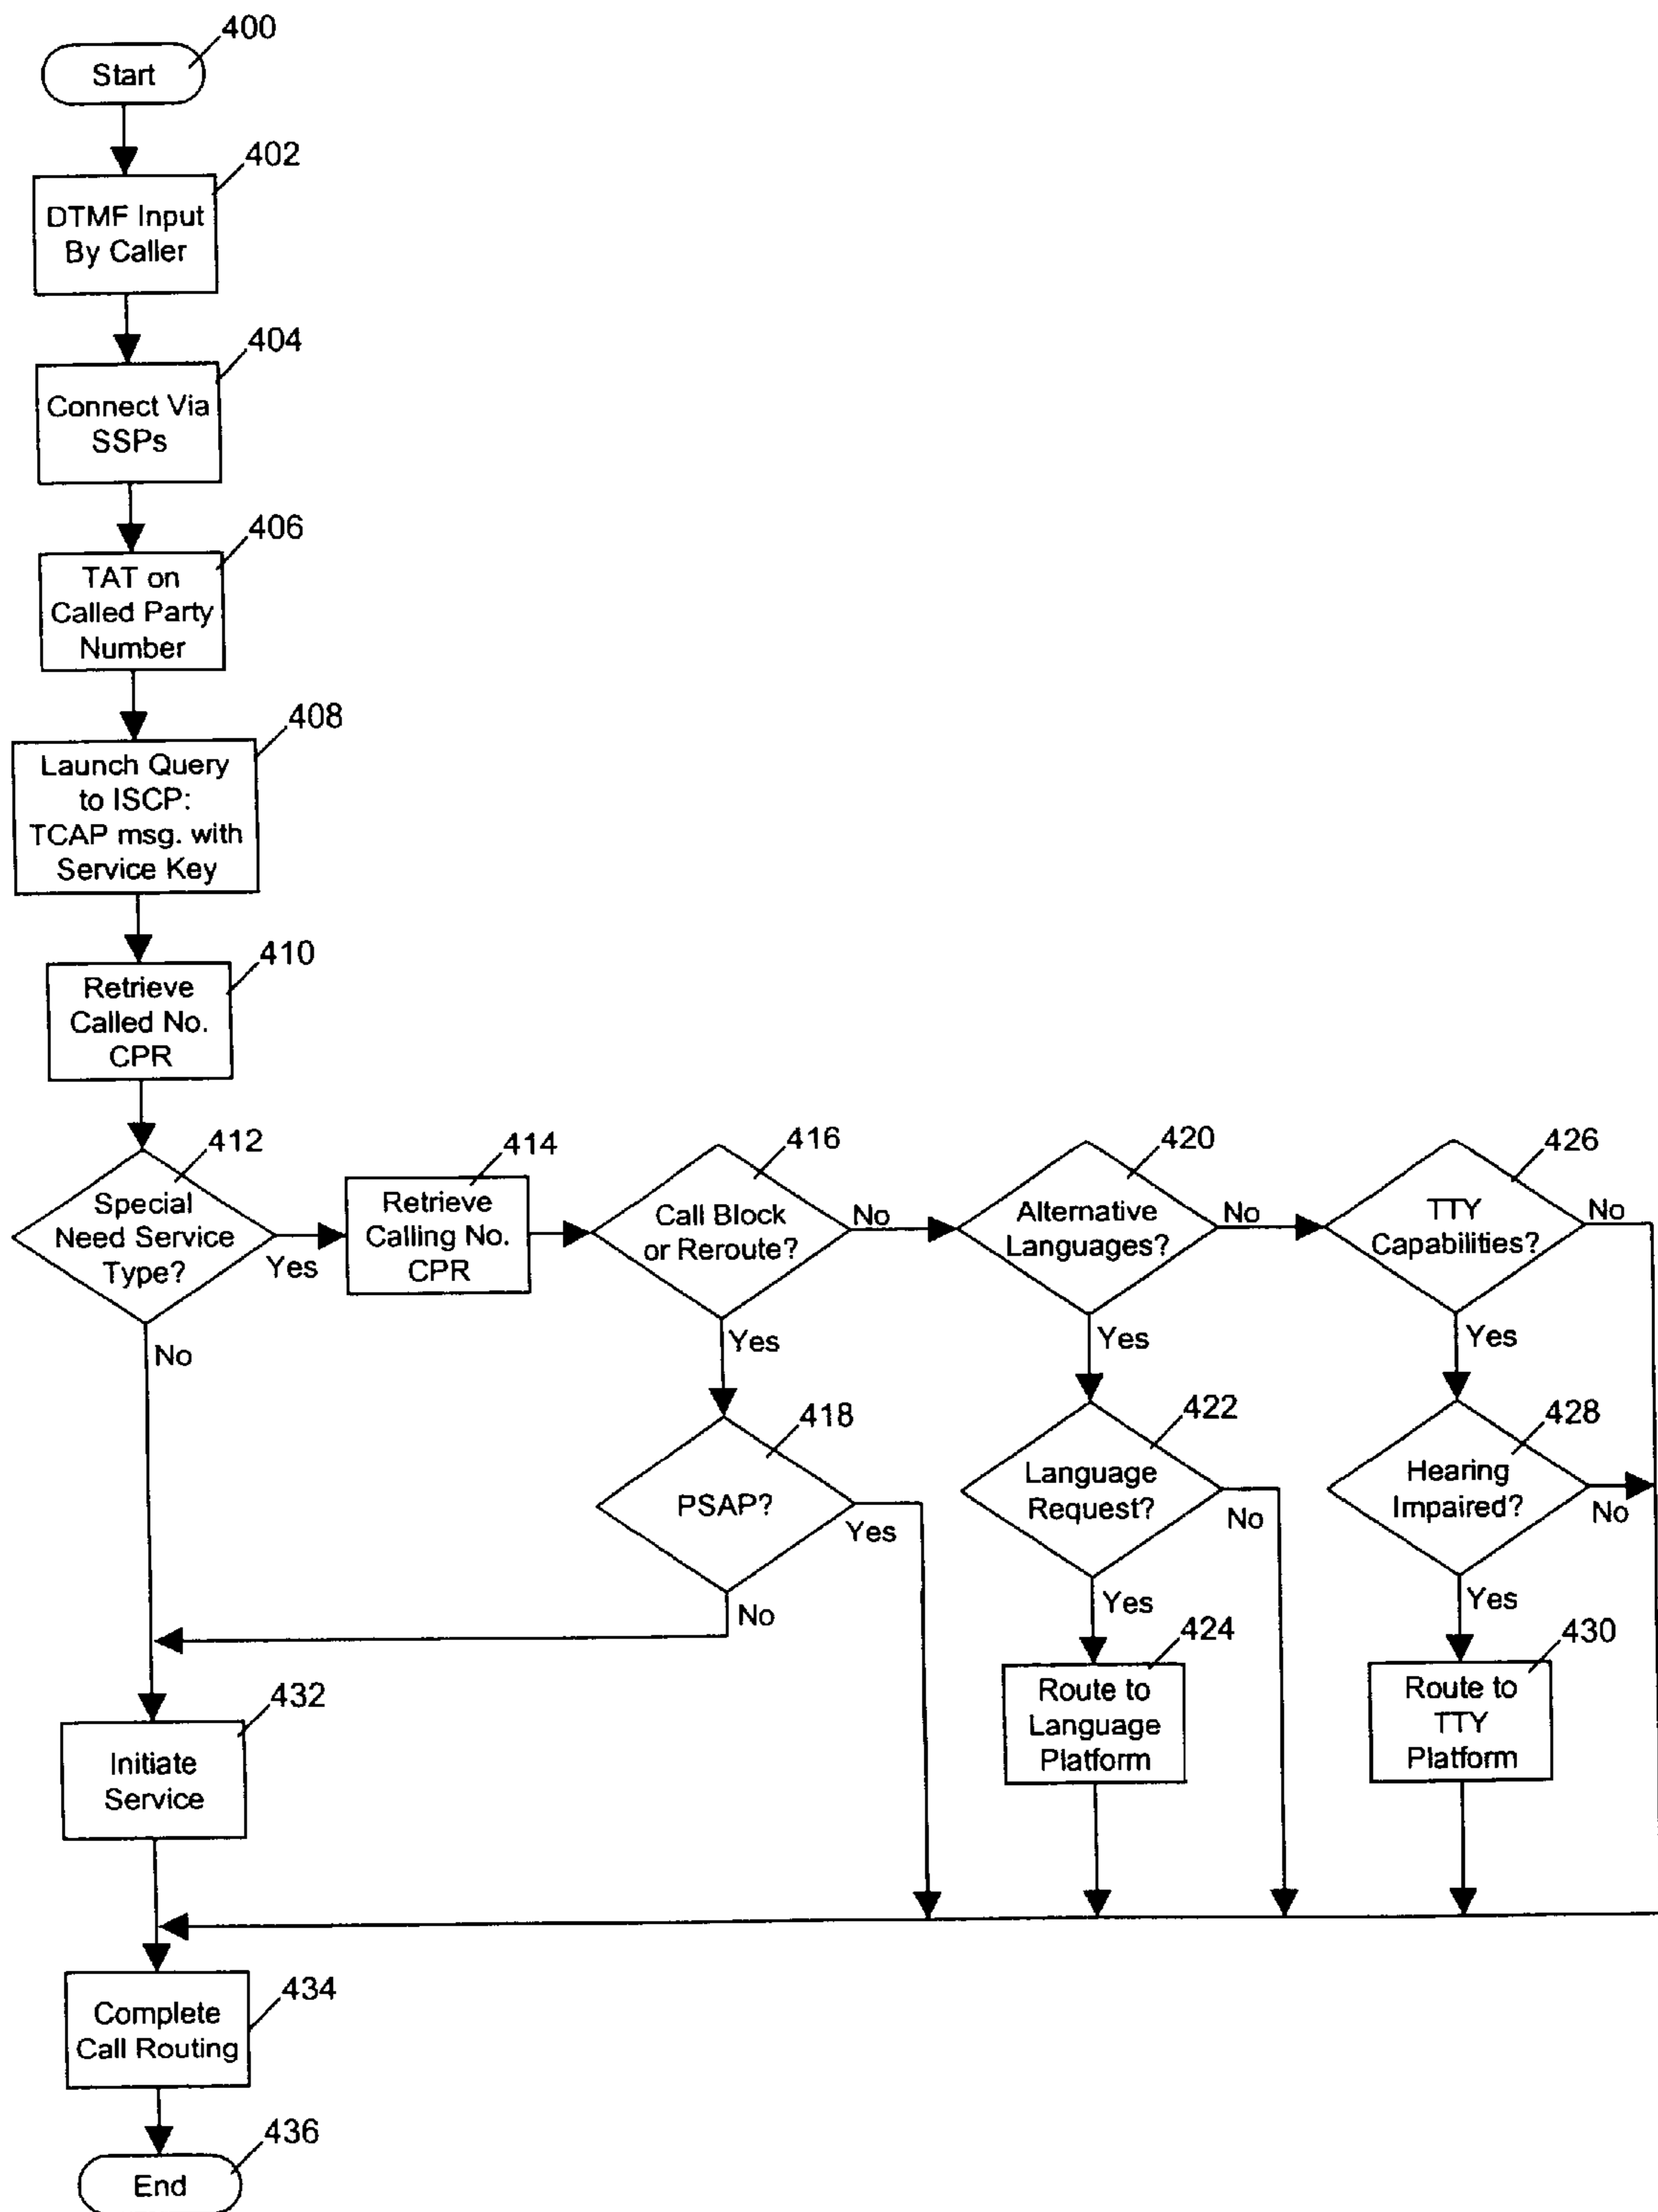 400
Start
402
DTMF Input
By Caller
404
Connect Via
SSPs
406
TAT on
Called Party
Number
408
Launch Query
to ISCP:
TCAP msg. with
Service Key
410
Retrieve
Called No.
CPR
412
Special
Need Service
Type?
Yes
No
414
Retrieve
Calling No.
CPR
416
Call Block
or Reroute?
No
Yes
418
PSAP?
Yes
No
420
Alternative
Languages?
No
Yes
422
Language
Request?
No
Yes
424
Route to
Language
Platform
426
TTY
Capabilities?
No
Yes
428
Hearing
Impaired?
No
Yes
430
Route to
TTY
Platform
432
Initiate
Service
434
Complete
Call Routing
436
End